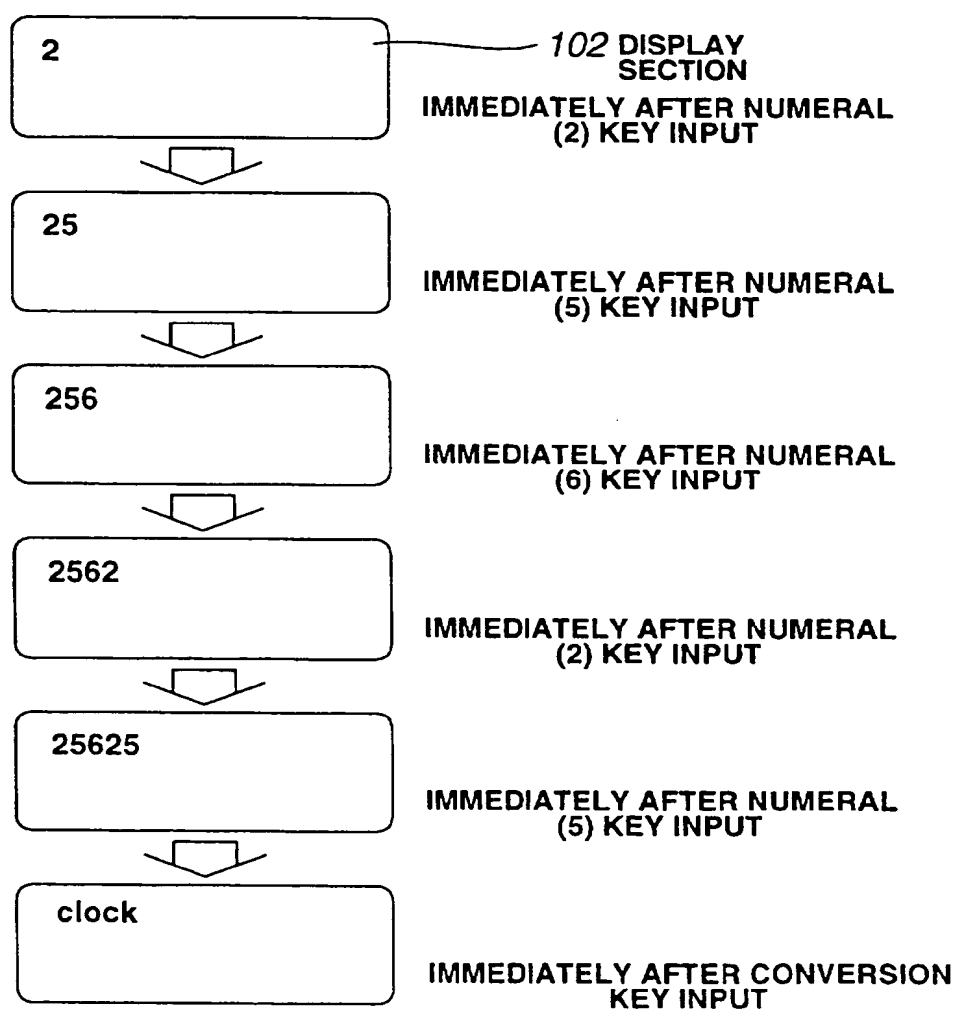 2
102 DISPLAY
SECTION
IMMEDIATELY AFTER NUMERAL
(2) KEY INPUT
25
IMMEDIATELY AFTER NUMERAL
(5) KEY INPUT
256
IMMEDIATELY AFTER NUMERAL
(6) KEY INPUT
2562
IMMEDIATELY AFTER NUMERAL
(2) KEY INPUT
25625
IMMEDIATELY AFTER NUMERAL
(5) KEY INPUT
clock
IMMEDIATELY AFTER CONVERSION
KEY INPUT